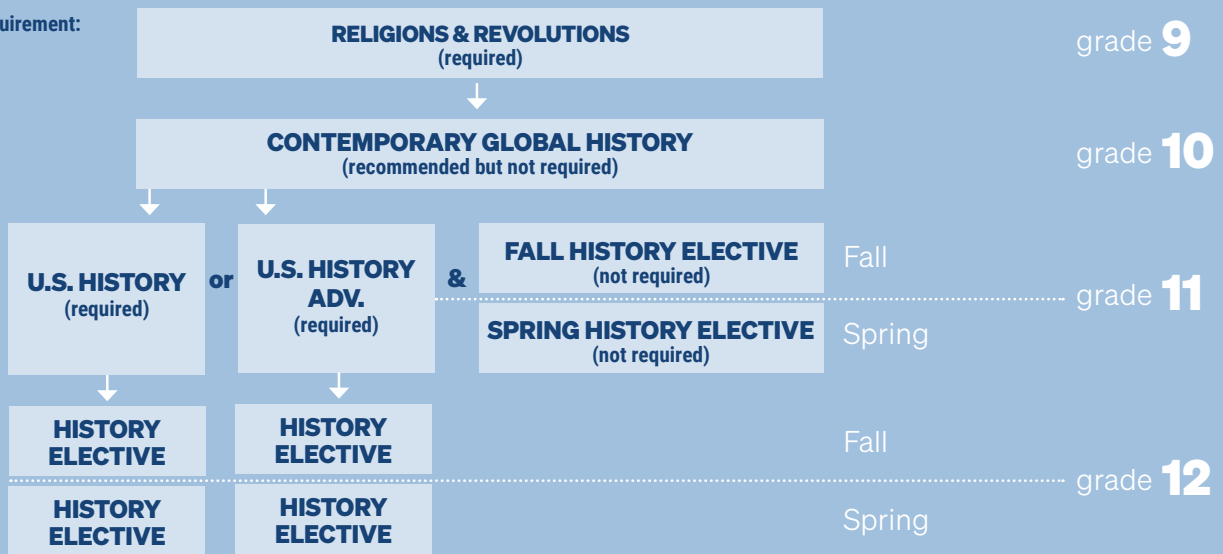 uirement:
RELIGIONS & REVOLUTIONS
(required)
grade 9
CONTEMPORARY GLOBAL HISTORY
(recommended but not required)
grade 10
U.S. HISTORY
(required)
or
U.S. HISTORY
ADV.
(required)
&
FALL HISTORY ELECTIVE
(not required)
Fall
SPRING HISTORY ELECTIVE
(not required)
Spring
grade 11
HISTORY
ELECTIVE
HISTORY
ELECTIVE
Fall
HISTORY
ELECTIVE
HISTORY
ELECTIVE
Spring
grade 12